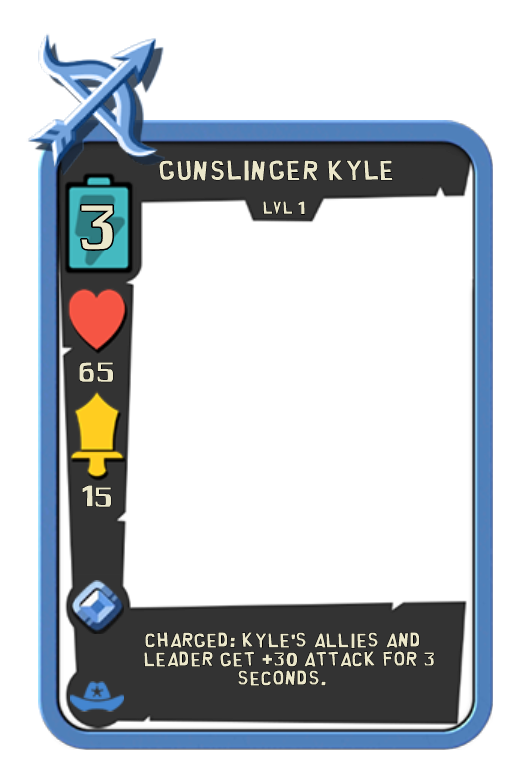 GUNSLINGER KYLE
LVL 1
3
65
15
CHARGED: KYLE'S ALLIES AND
LEADER GET +30 ATTACK FOR 3
SECONDS.